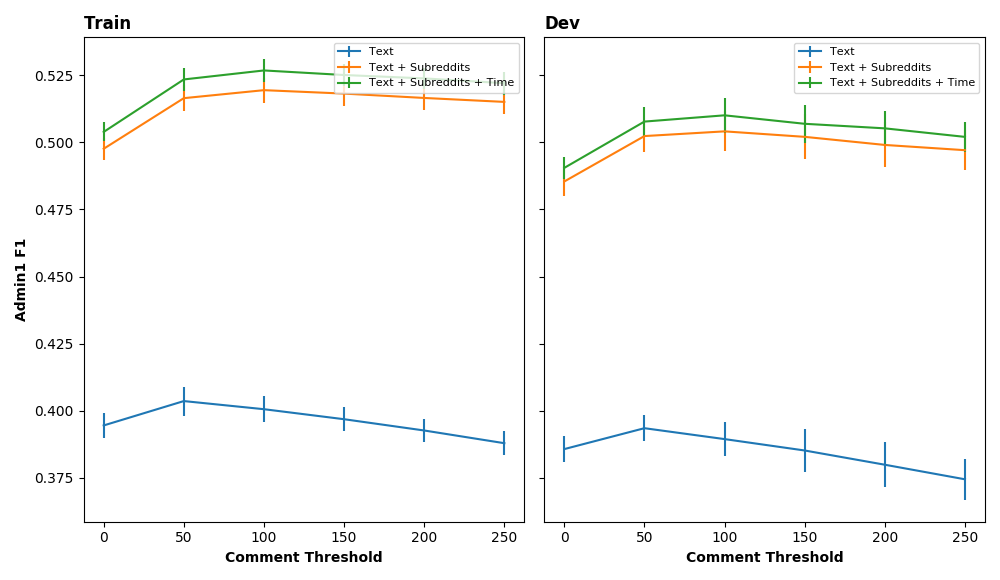 Train
Text
Text + Subreddits
Text + Subreddits + Time
Admin1 F1
0.525
0.500
0.475
0.450
0.425
0.400
0.375
0 50 100 150 200 250
Comment Threshold
Dev
Text
Text + Subreddits
Text + Subreddits + Time
0 50 100 150 200 250
Comment Threshold